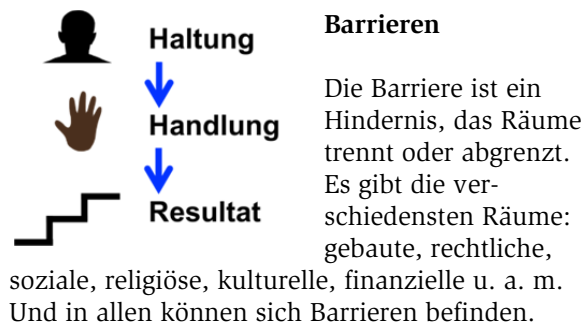 Haltung
Handlung
Resultat
Barrieren
Die Barriere ist ein
Hindernis, das Räume
trennt oder abgrenzt.
Es gibt die ver-
schiedensten Räume:
gebaute, rechtliche,
soziale, religiöse, kulturelle, finanzielle u. a. m.
Und in allen können sich Barrieren befinden.